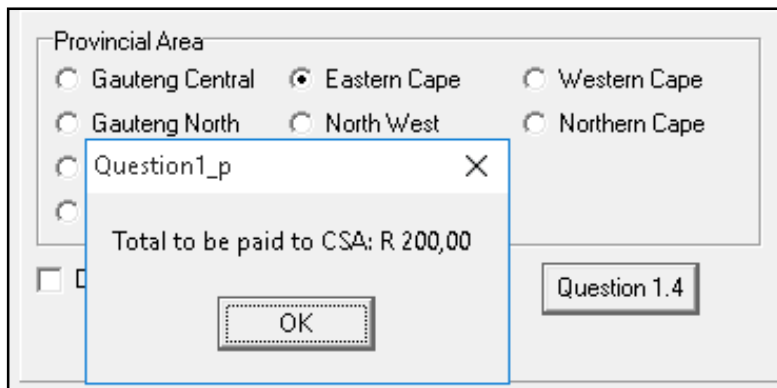 Provincial Area
Gauteng Central Eastern Cape Western Cape
Gauteng North North West Northern Cape
Question1_p
Total to be paid to CSA: R 200,00
Question 1.4
OK